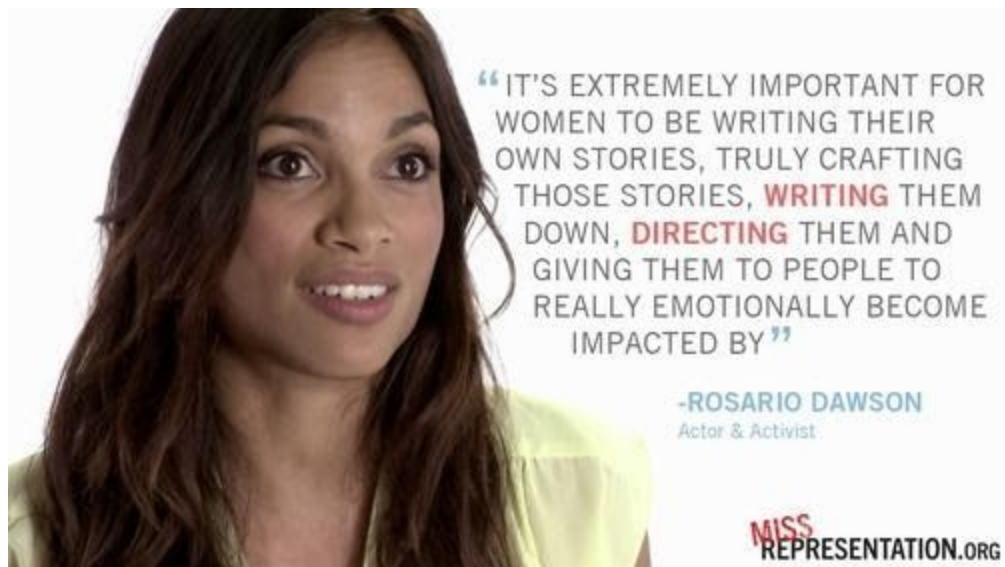 “IT’S EXTREMELY IMPORTANT FOR
WOMEN TO BE WRITING THEIR
OWN STORIES, TRULY CRAFTING
THOSE STORIES, WRITING THEM
DOWN, DIRECTING THEM AND
GIVING THEM TO PEOPLE TO
REALLY EMOTIONALLY BECOME
IMPACTED BY”
-ROSARIO DAWSON
Actor & Activist
MISS
REPRESENTATION.ORG